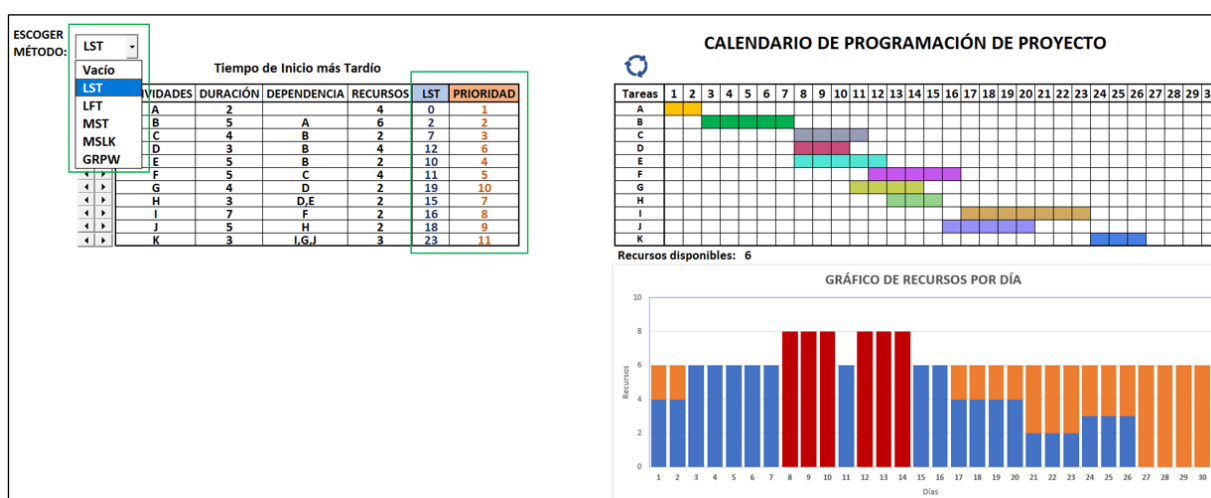 ESCOGER
MÉTODO:
LST
Vacío
LST
LFT
MST
MSLK
GRPW
Tiempo de Inicio más Tardío
VIDADES DURACIÓN DEPENDENCIA RECURSOS LST PRIORIDAD
A 2 4 0 1
B 5 A 6 2 2
C 4 B 2 7 3
D 3 B 4 12 6
E 5 B 2 10 4
F 5 C 4 11 5
G 4 D 2 19 10
H 3 D,E 2 15 7
I 7 F 2 16 8
J 5 H 2 18 9
K 3 I,G,J 3 23 11
CALENDARIO DE PROGRAMACIÓN DE PROYECTO
Tareas 1 2 3 4 5 6 7 8 9 10 11 12 13 14 15 16 17 18 19 20 21 22 23 24 25 26 27 28 29 3
A
B
C
D
E
F
G
H
I
J
K
Recursos disponibles: 6
GRÁFICO DE RECURSOS POR DÍA
Recursos
10
8
6
4
2
0
1 2 3 4 5 6 7 8 9 10 11 12 13 14 15 16 17 18 19 20 21 22 23 24 25 26 27 28 29 30
Días